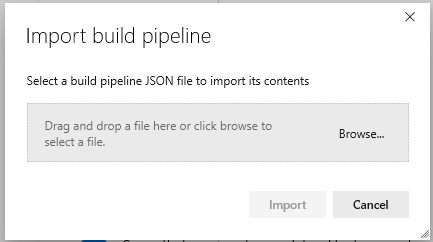 Import build pipeline
Select a build pipeline JSON file to import its contents
Drag and drop a file here or click browse to
select a file.
Browse...
Import
Cancel